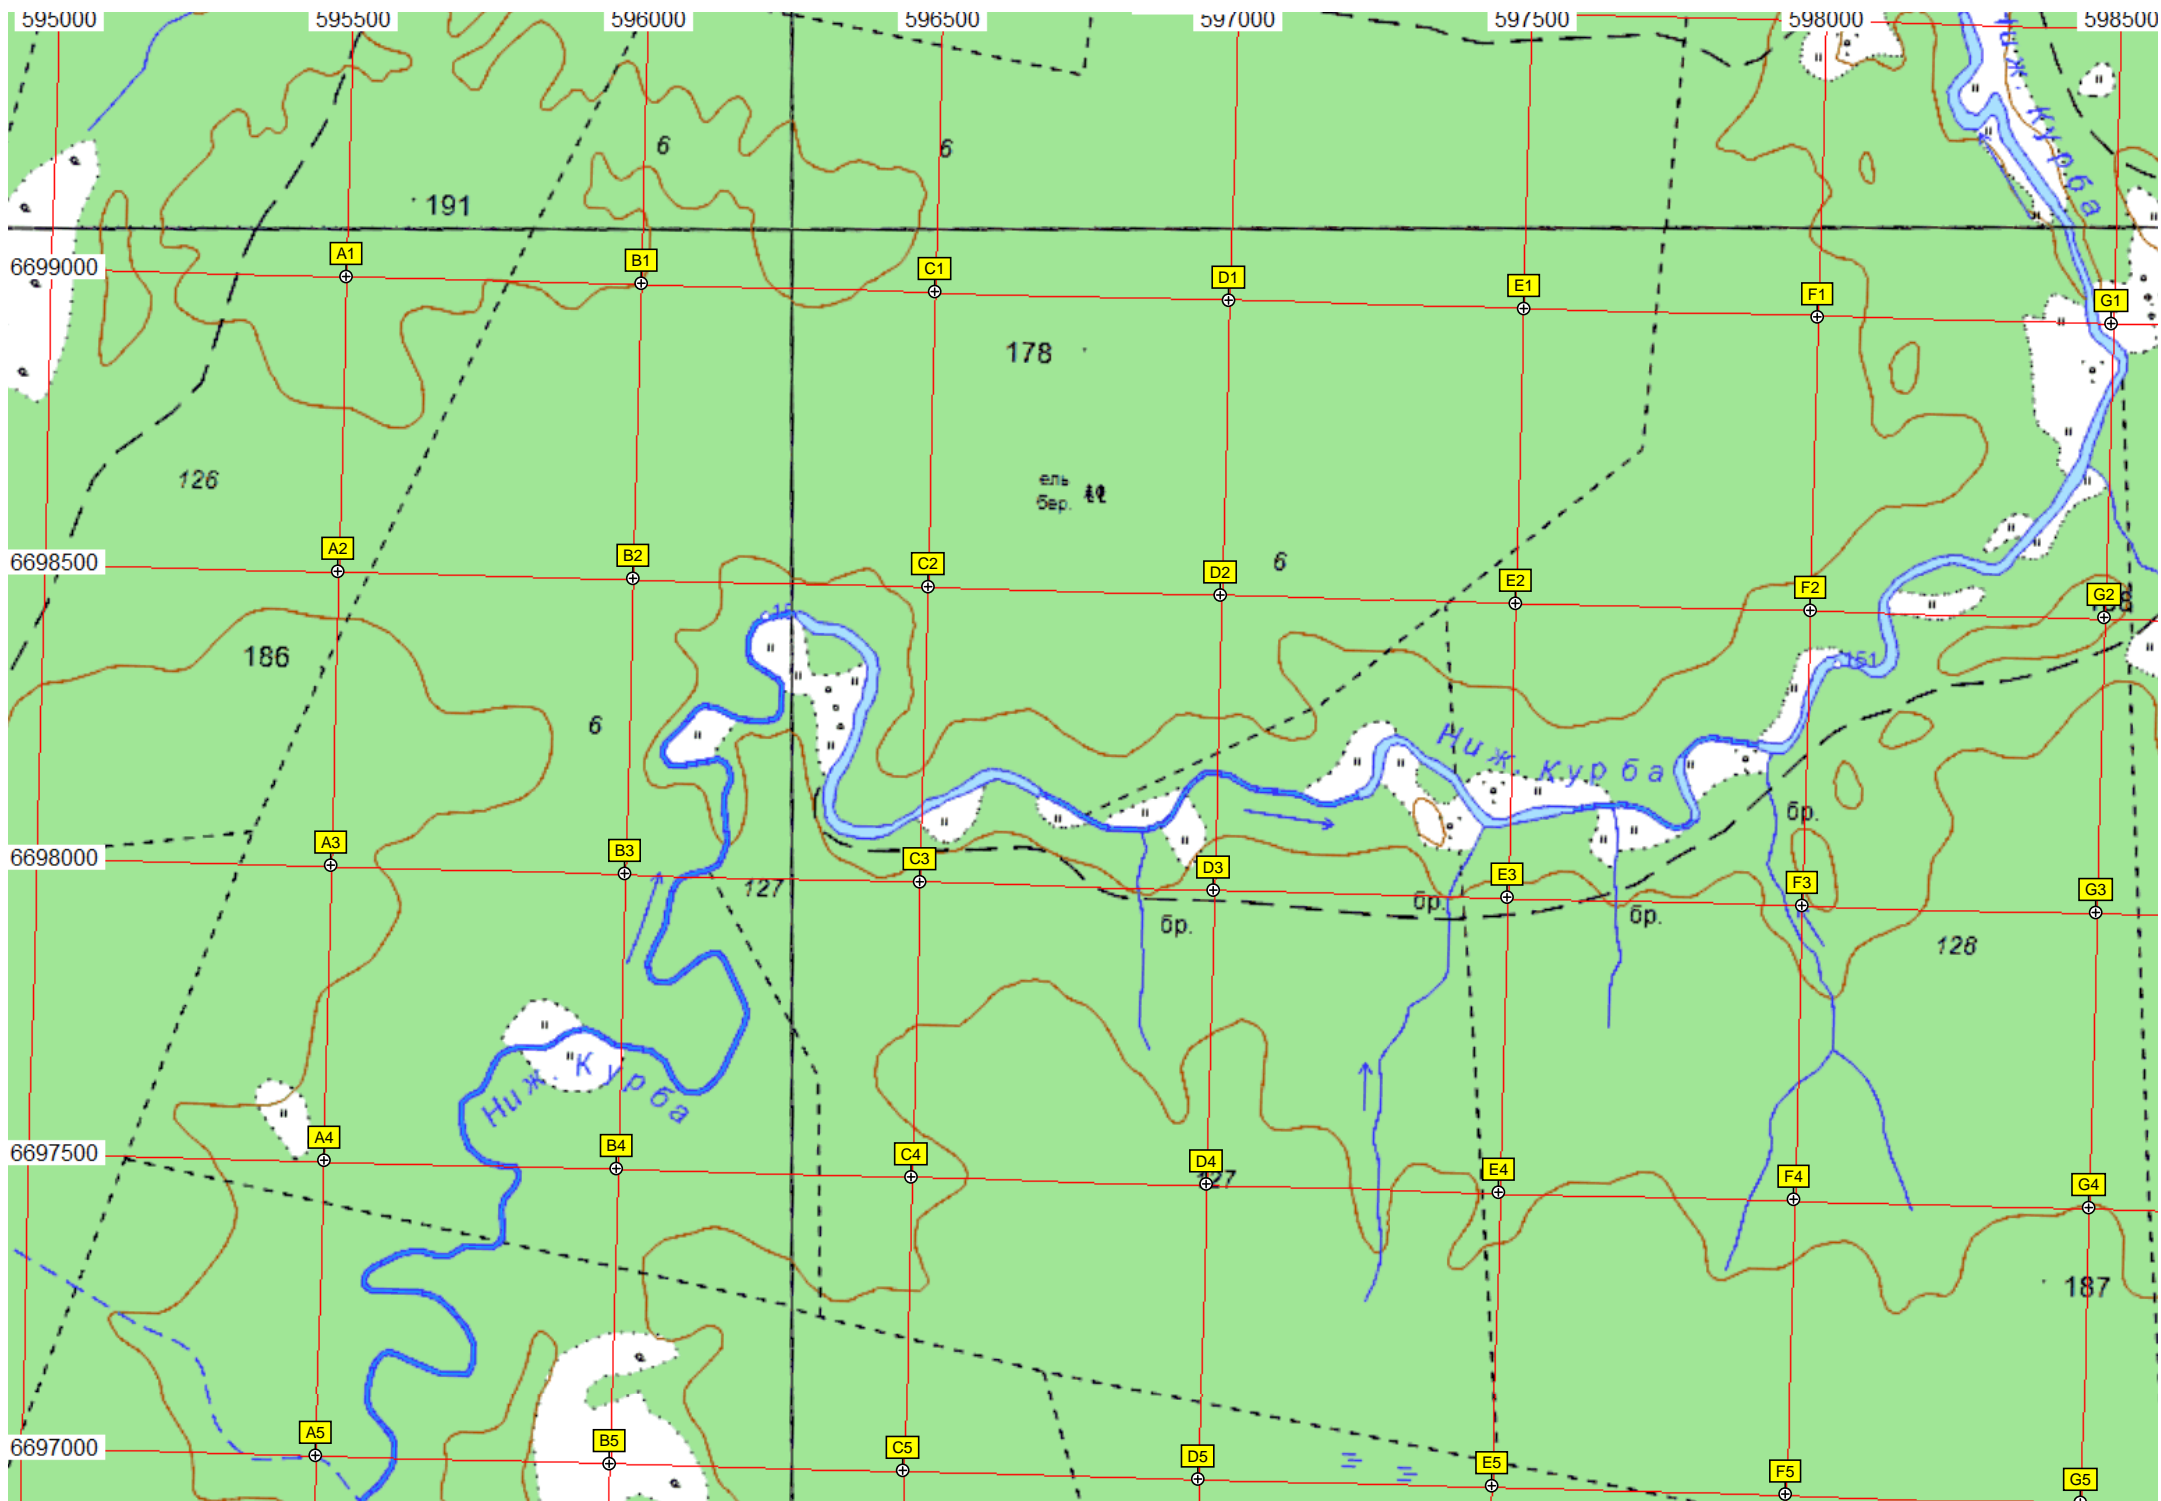 595000 595500 596000 596500 597000 597500 598000 598500
Ниж. Курба
6 6
191
6699000
A1 B1 C1 D1 E1 F1 G1
178
126
ель
бер.
6698500
A2 B2 C2 D2 E2 F2 G2
6
186
151
6
Ниж. Курба
бр.
6698000
A3 B3 C3 D3 E3 F3 G3
127
бр. бр. бр.
128
Ниж. Курба
6697500
A4 B4 C4 D4 E4 F4 G4
127
187
6697000
A5 B5 C5 D5 E5 F5 G5